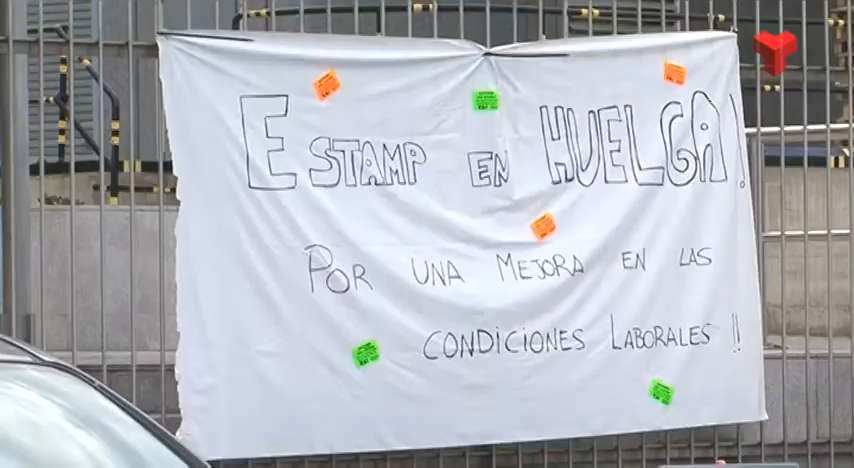 ESTAMP EN HUELGA!
POR UNA MEJORA EN LAS
CONDICIONES LABORALES !!